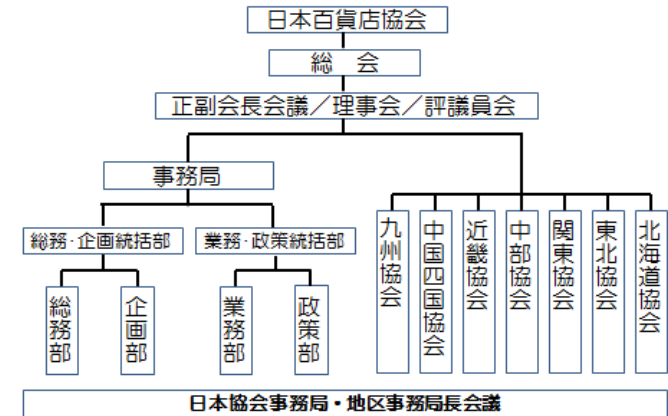 日本百貨店協会
総　会
正副会長会議／理事会／評議員会
事務局
総務・企画統括部
業務・政策統括部
総務部
企画部
業務部
政策部
九州協会
中国四国協会
近畿協会
中部協会
関東協会
東北協会
北海道協会
日本協会事務局・地区事務局長会議